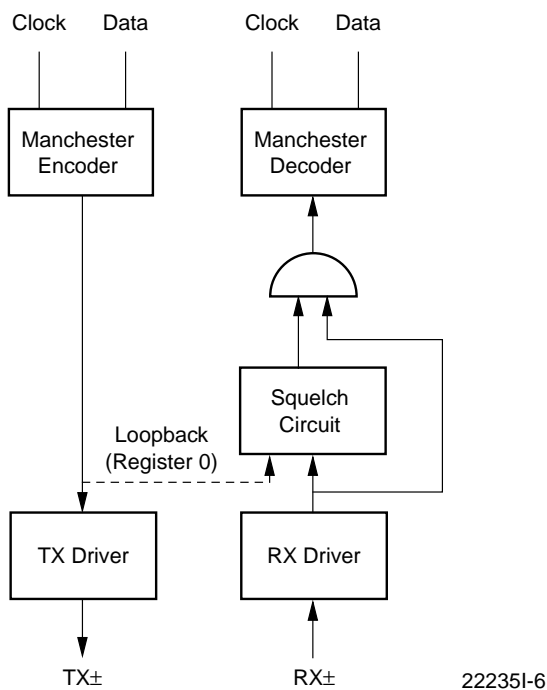 Clock Data Clock Data
Manchester
Encoder
Manchester
Decoder
Squelch
Circuit
Loopback
(Register 0)
TX Driver
RX Driver
TX±
RX±
22235I-6